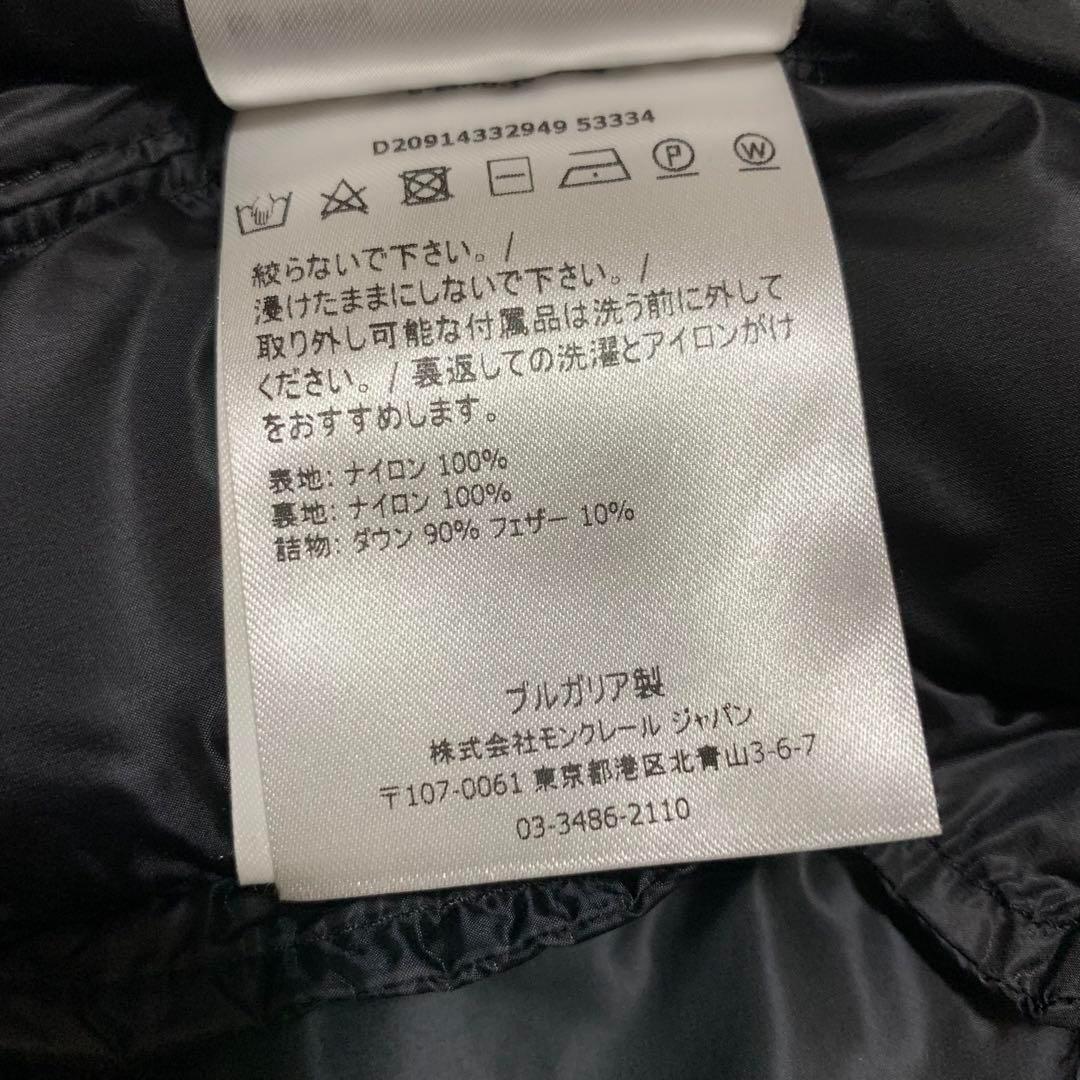 D20914332949 53334
P W
絞らないで下さい。/
浸けたままにしないで下さい。/
取り外し可能な付属品は洗う前に外して
ください。/ 裏返しての洗濯とアイロンがけ
をおすすめします。
表地: ナイロン 100%
裏地: ナイロン 100%
詰物: ダウン 90% フェザー 10%
ブルガリア製
株式会社モンクレール ジャパン
〒107-0061 東京都港区北青山3-6-7
03-3486-2110